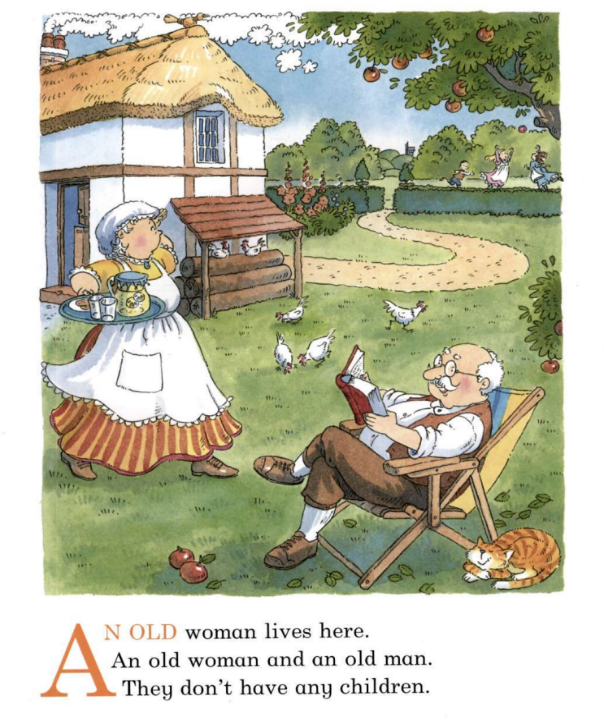 AN OLD woman lives here.
An old woman and an old man.
They don't have any children.